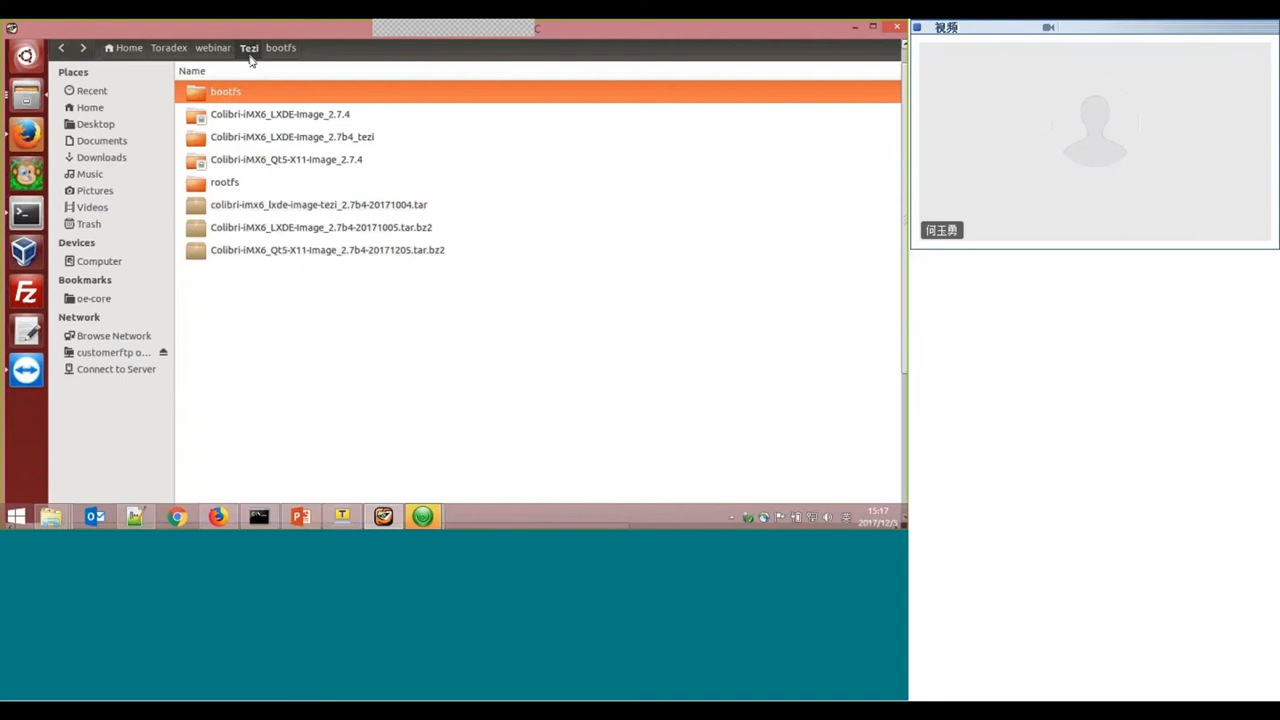 C
视频
Home Toradex webinar Tezi bootfs
Places
Recent
Home
Desktop
Documents
Downloads
Music
Pictures
Videos
Trash
Devices
Computer
Bookmarks
oe-core
Network
Browse Network
customerftp o...
Connect to Server
Name
bootfs
Colibri-iMX6_LXDE-Image_2.7.4
Colibri-iMX6_LXDE-Image_2.7b4_tezi
Colibri-iMX6_Qt5-X11-Image_2.7.4
rootfs
colibri-imx6_lxde-image-tezi_2.7b4-20171004.tar
Colibri-iMX6_LXDE-Image_2.7b4-20171005.tar.bz2
Colibri-iMX6_Qt5-X11-Image_2.7b4-20171205.tar.bz2
何玉勇
英
15:17
2017/12/5